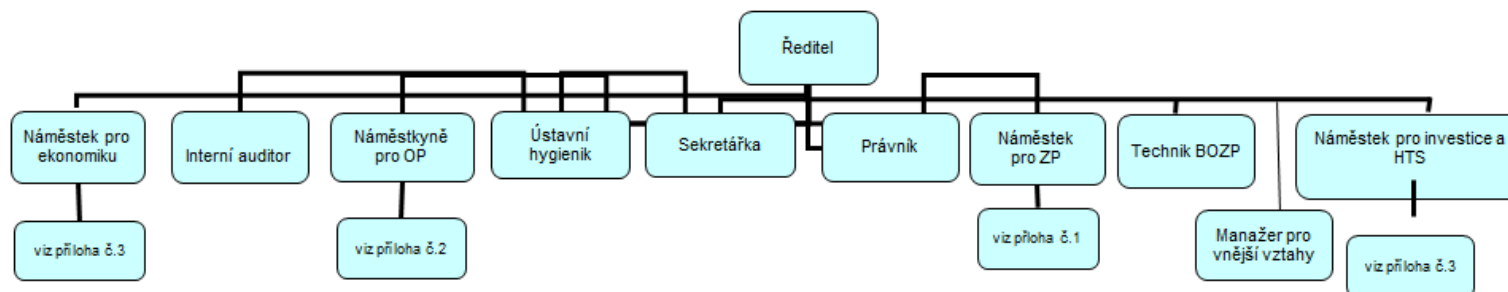 Ředitel
Náměstek pro
ekonomiku
Interní auditor
Náměstkyně
pro OP
Ústavní
hygienik
Sekretářka
Právník
Náměstek
pro ZP
Technik BOZP
Náměstek pro investice a
HTS
viz příloha č.3
viz příloha č.2
viz přloha č.1
Manažer pro
vnější vztahy
viz příloha č.3